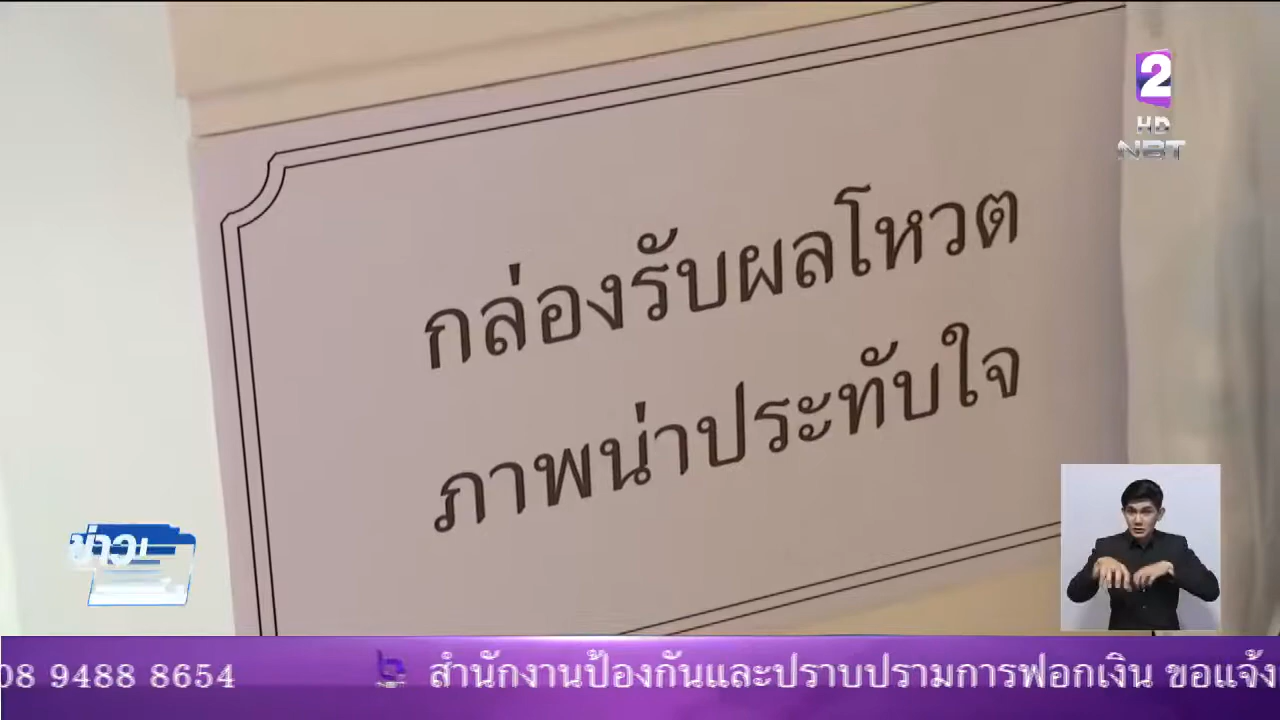 2
HD
NBT
กล่องรับผลโหวต
ภาพน่าประทับใจ
ข่าว
08 9488 8654 สำนักงานป้องกันและปราบปรามการฟอกเงิน ขอแจ้ง